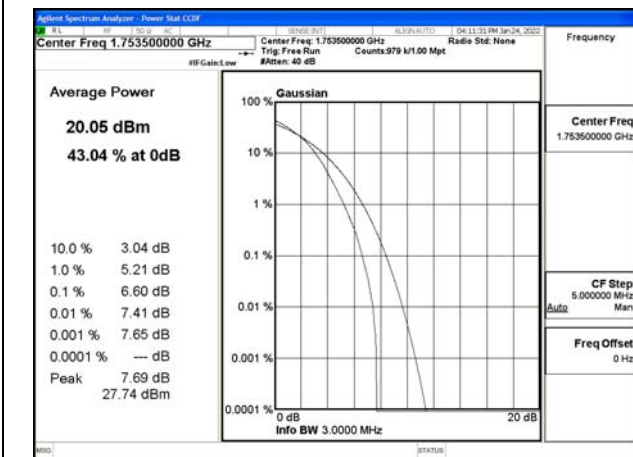 Agilent Spectrum Analyzer - Power Stat CCDF
RL RF 50 Ω AC SENSE:INT ALIGN AUTO 04:11:31 PM Jan 24, 2022
Center Freq 1.753500000 GHz
Center Freq: 1.753500000 GHz Radio Std: None
Trig: Free Run Counts:979 k/1.00 Mpt
#IFGain:Low #Atten: 40 dB
Frequency
Average Power
20.05 dBm
43.04 % at 0dB
10.0 % 3.04 dB
1.0 % 5.21 dB
0.1 % 6.60 dB
0.01 % 7.41 dB
0.001 % 7.65 dB
0.0001 % --- dB
Peak 7.69 dB
27.74 dBm
Gaussian
100 %
10 %
1 %
0.1 %
0.01 %
0.001 %
0.0001 %
0 dB 20 dB
Info BW 3.0000 MHz
Center Freq
1.753500000 GHz
CF Step
5.000000 MHz
Auto Man
Freq Offset
0 Hz
MSG STATUS